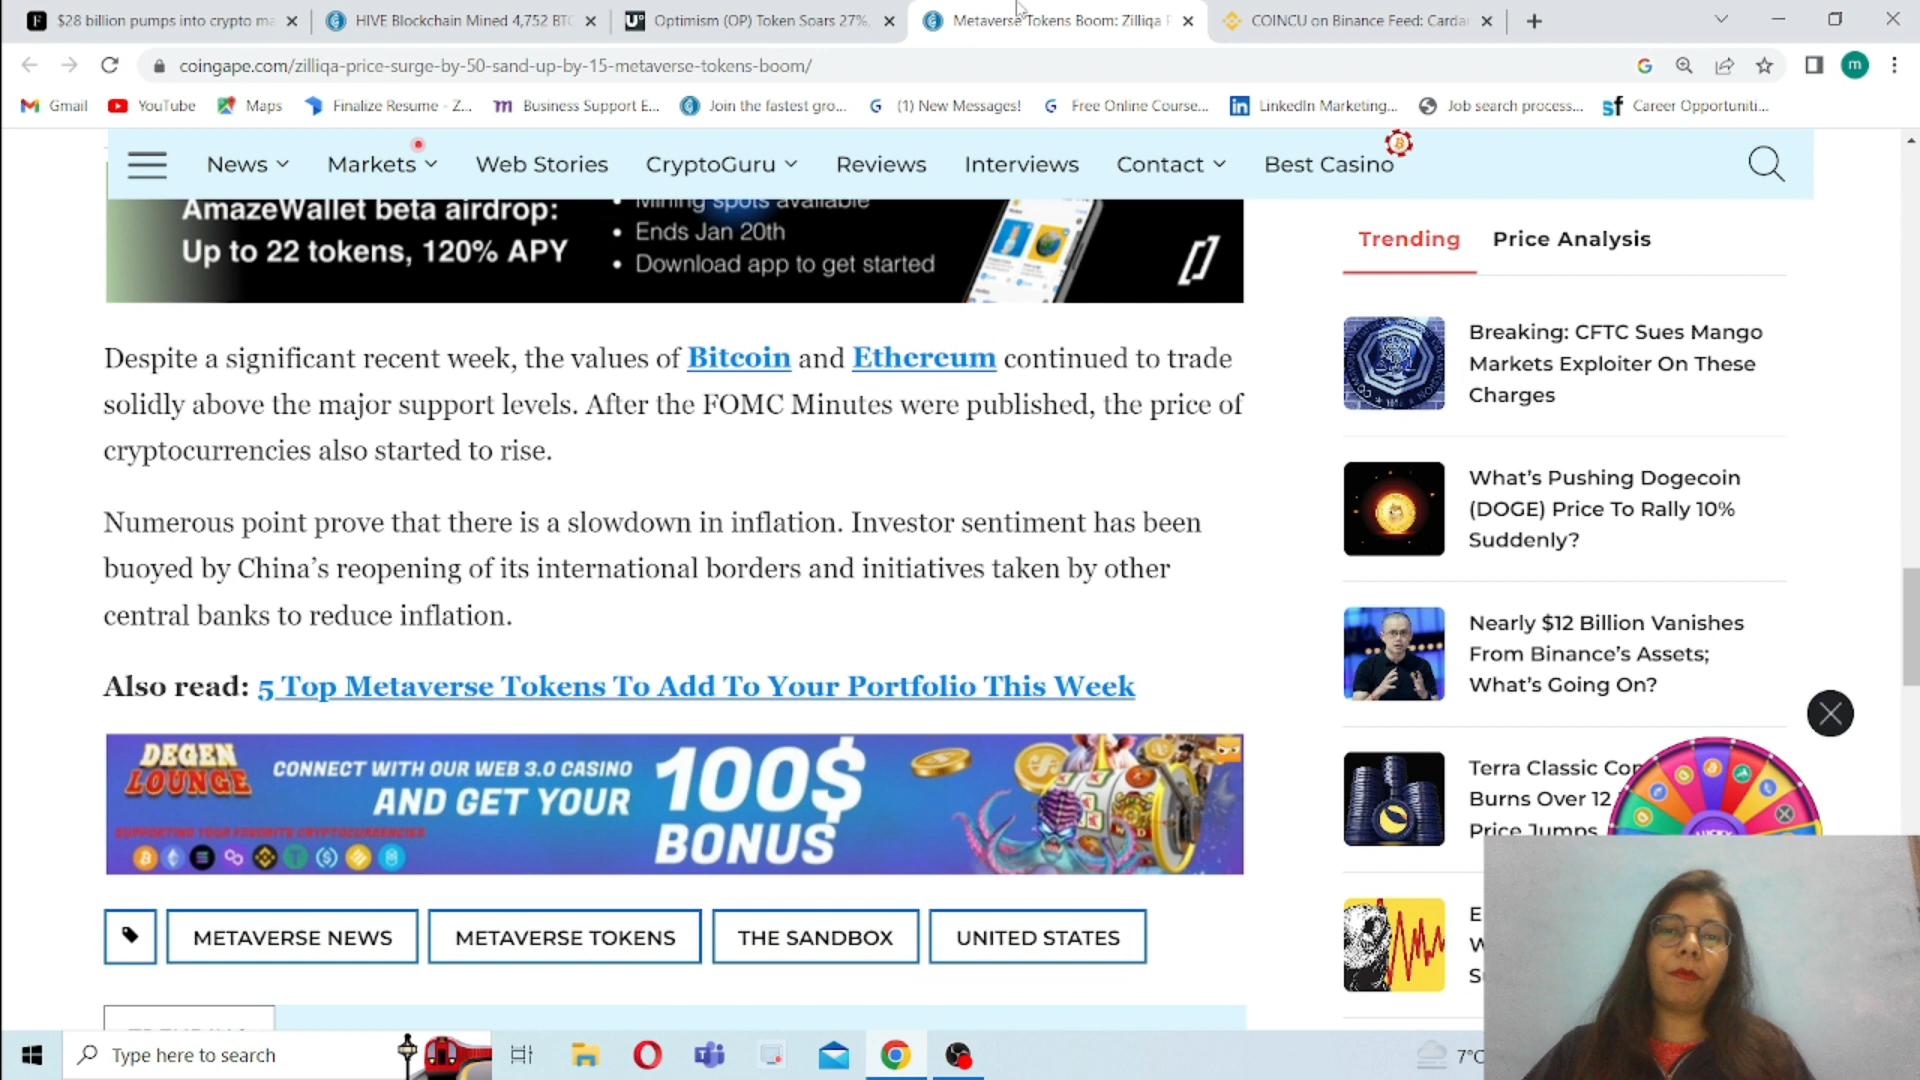 $28 billion pumps into crypto ma
HIVE Blockchain Mined 4,752 BTC
Optimism (OP) Token Soars 27%,
Metaverse Tokens Boom: Zilliqa
COINCU on Binance Feed: Cardan
coingape.com/zilliqa-price-surge-by-50-sand-up-by-15-metaverse-tokens-boom/
m
Gmail
YouTube
Maps
Finalize Resume - Z...
Business Support E...
Join the fastest gro...
(1) New Messages!
Free Online Course...
LinkedIn Marketing...
Job search process...
Career Opportuniti...
News
Markets
Web Stories
CryptoGuru
Reviews
Interviews
Contact
Best Casino
AmazeWallet beta airdrop:
Up to 22 tokens, 120% APY
• Mining spots available
• Ends Jan 20th
• Download app to get started
Despite a significant recent week, the values of Bitcoin and Ethereum continued to trade
solidly above the major support levels. After the FOMC Minutes were published, the price of
cryptocurrencies also started to rise.
Numerous point prove that there is a slowdown in inflation. Investor sentiment has been
buoyed by China's reopening of its international borders and initiatives taken by other
central banks to reduce inflation.
Also read: 5 Top Metaverse Tokens To Add To Your Portfolio This Week
DEGEN
LOUNGE
CONNECT WITH OUR WEB 3.0 CASINO
AND GET YOUR
100$
BONUS
SUPPORTING YOUR FAVORITE CRYPTOCURRENCIES
METAVERSE NEWS
METAVERSE TOKENS
THE SANDBOX
UNITED STATES
Trending
Price Analysis
Breaking: CFTC Sues Mango
Markets Exploiter On These
Charges
What's Pushing Dogecoin
(DOGE) Price To Rally 10%
Suddenly?
Nearly $12 Billion Vanishes
From Binance's Assets;
What's Going On?
Terra Classic
Burns Over 12
Price Jumps
Type here to search
7°C